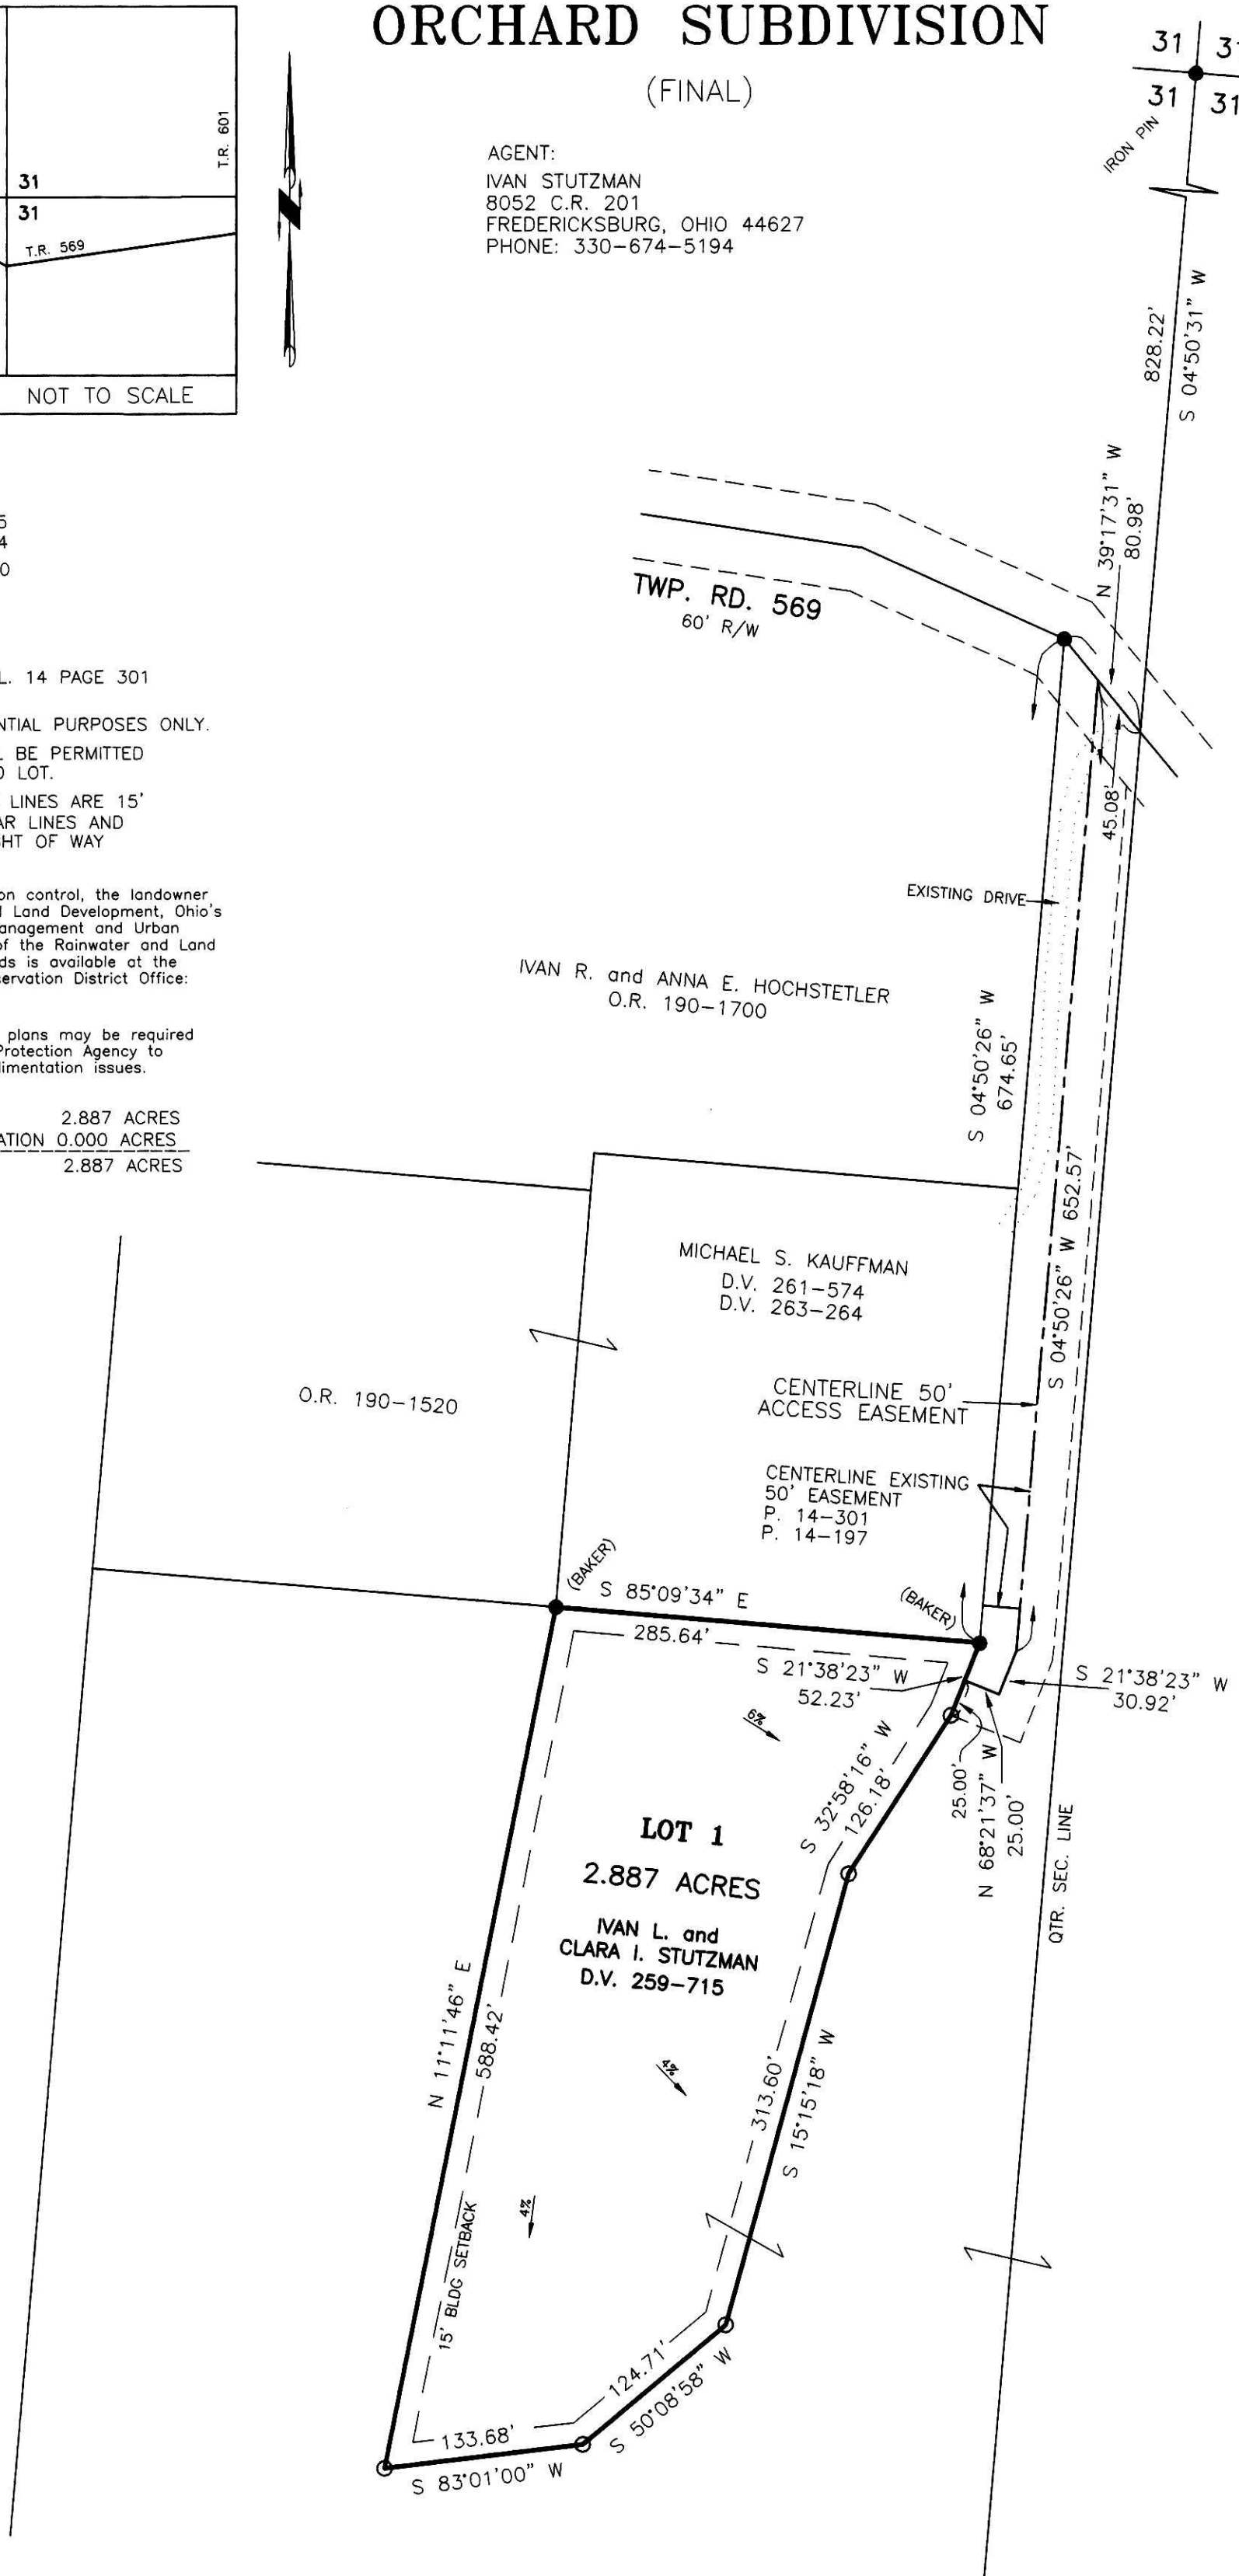 ORCHARD SUBDIVISION
(FINAL)
AGENT:
IVAN STUTZMAN
8052 C.R. 201
FREDERICKSBURG, OHIO 44627
PHONE: 330-674-5194
T.R. 601
31
31
T.R. 569
NOT TO SCALE
31
31
31
31
IRON PIN
828.22'
S 04°50'31" W
N 39°17'31" W
80.98'
45.08'
TWP. RD. 569
60' R/W
5
4
0
L. 14 PAGE 301
NTIAL PURPOSES ONLY.
L BE PERMITTED
D LOT.
LINES ARE 15'
AR LINES AND
HT OF WAY
on control, the landowner
Land Development, Ohio's
anagement and Urban
of the Rainwater and Land
ds is available at the
servation District Office:
plans may be required
Protection Agency to
dimentation issues.
2.887 ACRES
ATION 0.000 ACRES
2.887 ACRES
EXISTING DRIVE
IVAN R. and ANNA E. HOCHSTETLER
O.R. 190-1700
S 04°50'26" W
674.65'
S 04°50'26" W 652.57'
MICHAEL S. KAUFFMAN
D.V. 261-574
D.V. 263-264
O.R. 190-1520
CENTERLINE 50'
ACCESS EASEMENT
CENTERLINE EXISTING
50' EASEMENT
P. 14-301
P. 14-197
(BAKER)
S 85°09'34" E
285.64'
(BAKER)
S 21°38'23" W
52.23'
S 21°38'23" W
30.92'
25.00'
N 68°21'37" W
25.00'
QTR. SEC. LINE
6%
S 32°58'16" W
126.18'
LOT 1
2.887 ACRES
IVAN L. and
CLARA I. STUTZMAN
D.V. 259-715
N 11°11'46" E
588.42'
4%
313.60'
S 15°15'18" W
4%
15' BLDG SETBACK
124.71'
S 50°08'58" W
133.68'
S 83°01'00" W